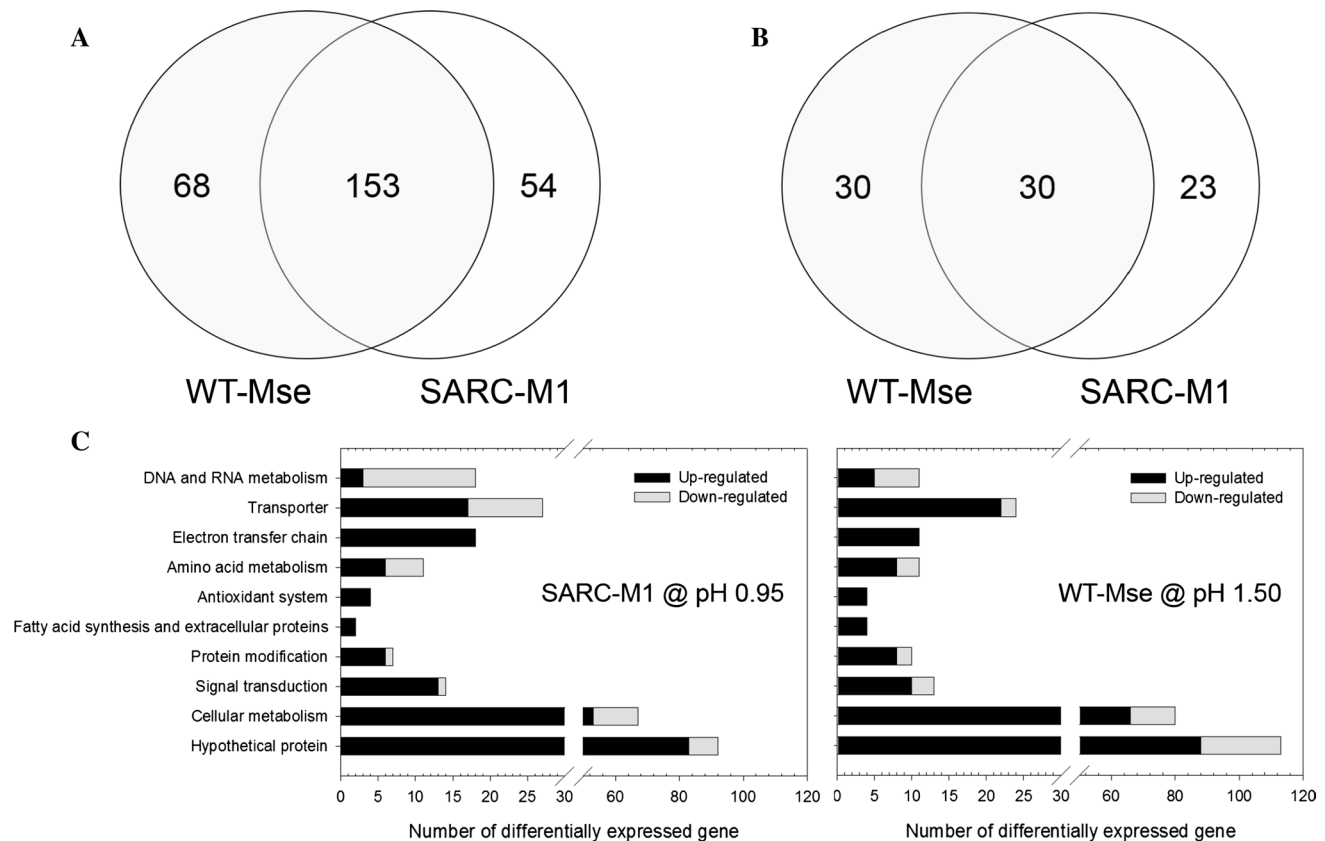 A
68
153
54
WT-Mse
SARC-M1
B
30
30
23
WT-Mse
SARC-M1
C
DNA and RNA metabolism
Transporter
Electron transfer chain
Amino acid metabolism
Antioxidant system
Fatty acid synthesis and extracellular proteins
Protein modification
Signal transduction
Cellular metabolism
Hypothetical protein
Up-regulated
Down-regulated
SARC-M1 @ pH 0.95
0 5 10 15 20 25 30 60 80 100 120
Number of differentially expressed gene
Up-regulated
Down-regulated
WT-Mse @ pH 1.50
0 5 10 15 20 25 30 60 80 100 120
Number of differentially expressed gene